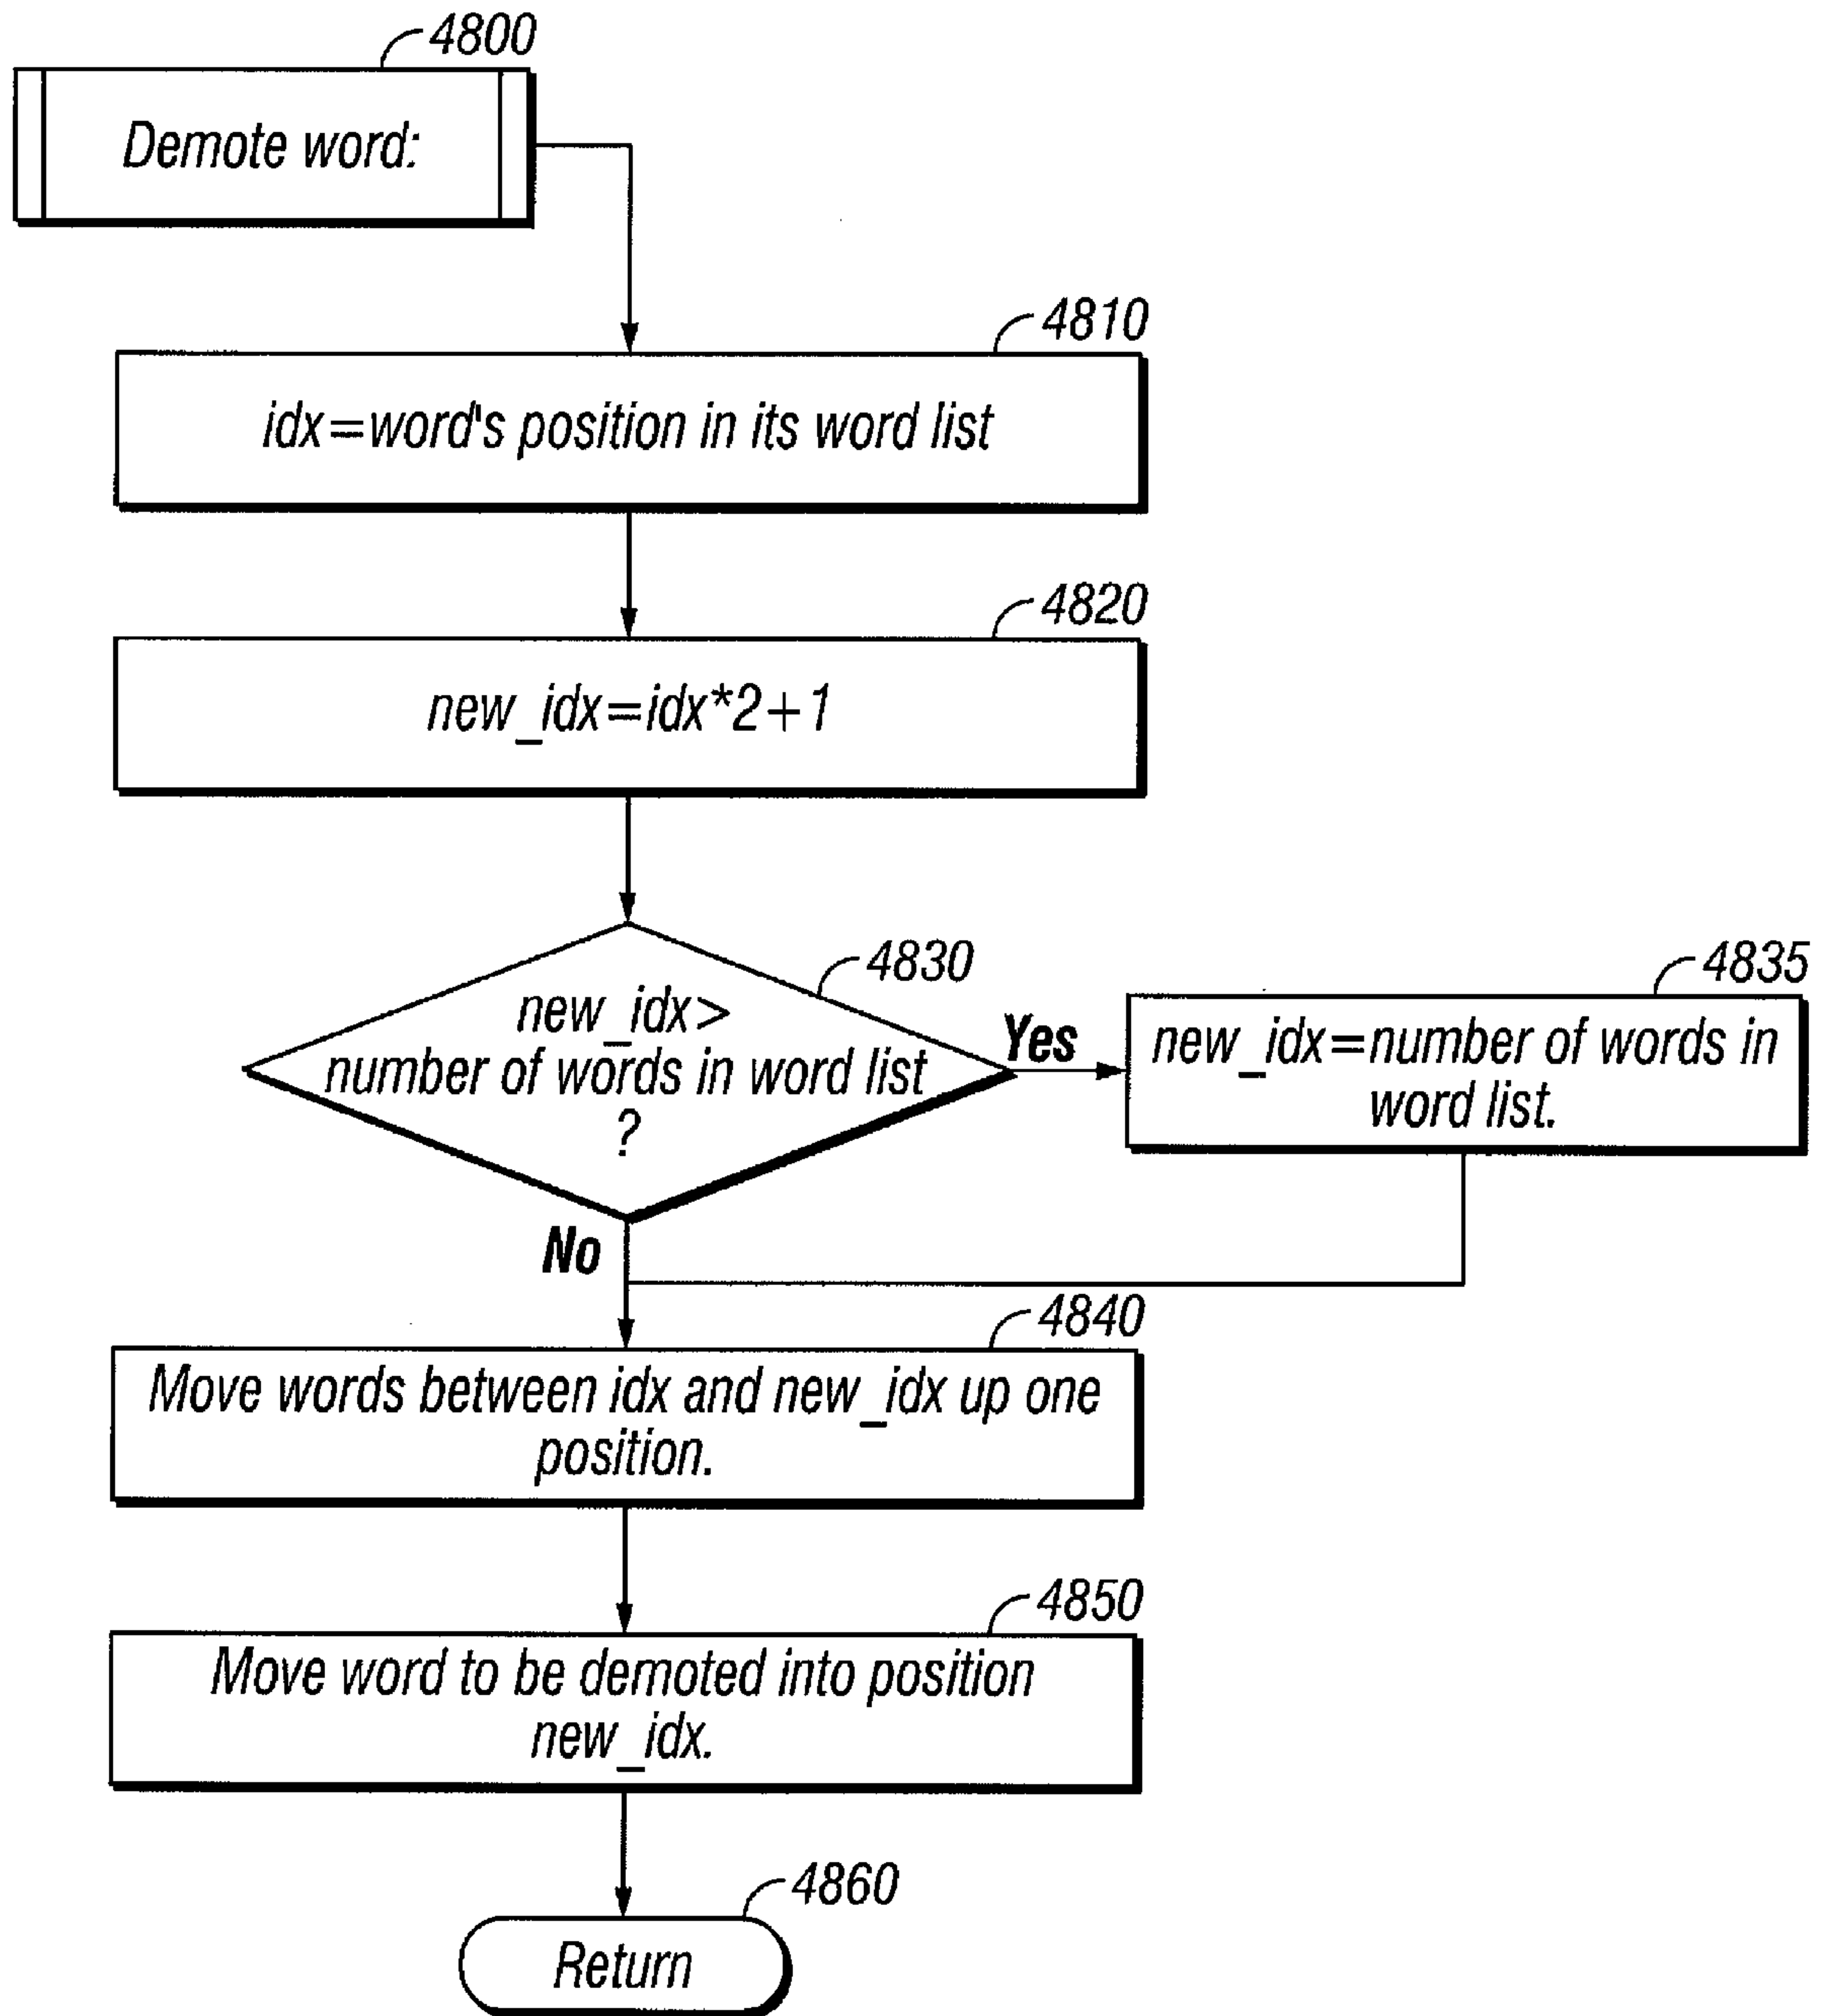 4800
Demote word:
4810
idx=word's position in its word list
4820
new_idx=idx*2+1
4830
new_idx>
number of words in word list
?
Yes
4835
new_idx=number of words in
word list.
No
4840
Move words between idx and new_idx up one
position.
4850
Move word to be demoted into position
new_idx.
4860
Return